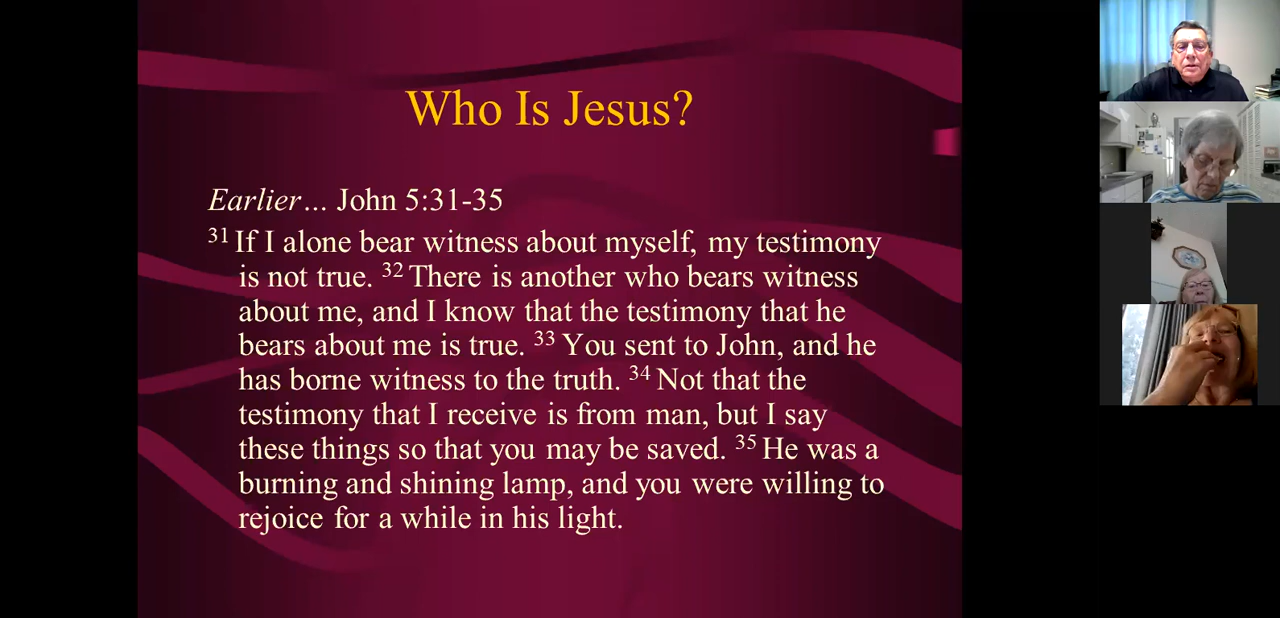 Who Is Jesus?
Earlier… John 5:31-35
31 If I alone bear witness about myself, my testimony
is not true. 32 There is another who bears witness
about me, and I know that the testimony that he
bears about me is true. 33 You sent to John, and he
has borne witness to the truth. 34 Not that the
testimony that I receive is from man, but I say
these things so that you may be saved. 35 He was a
burning and shining lamp, and you were willing to
rejoice for a while in his light.